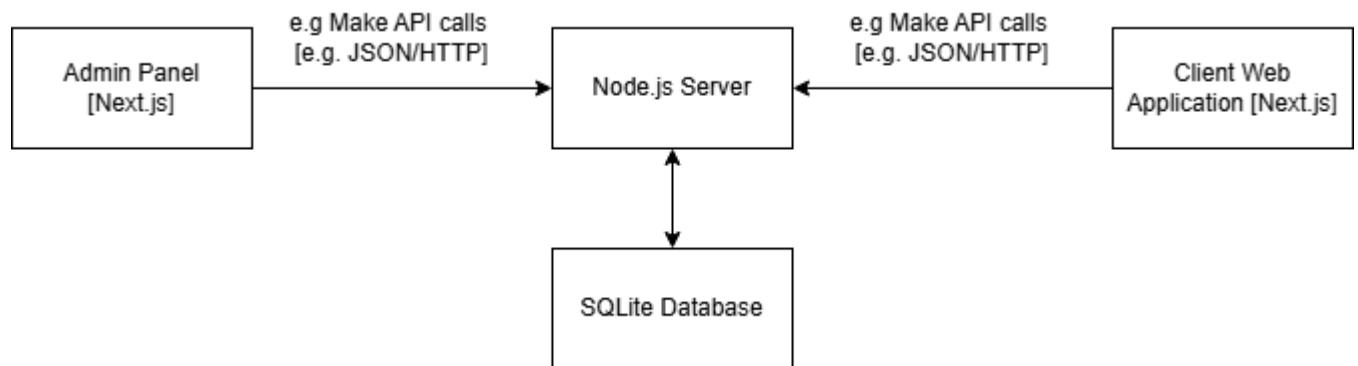 e.g Make API calls
[e.g. JSON/HTTP]
e.g Make API calls
[e.g. JSON/HTTP]
Admin Panel
[Next.js]
Node.js Server
Client Web
Application [Next.js]
SQLite Database